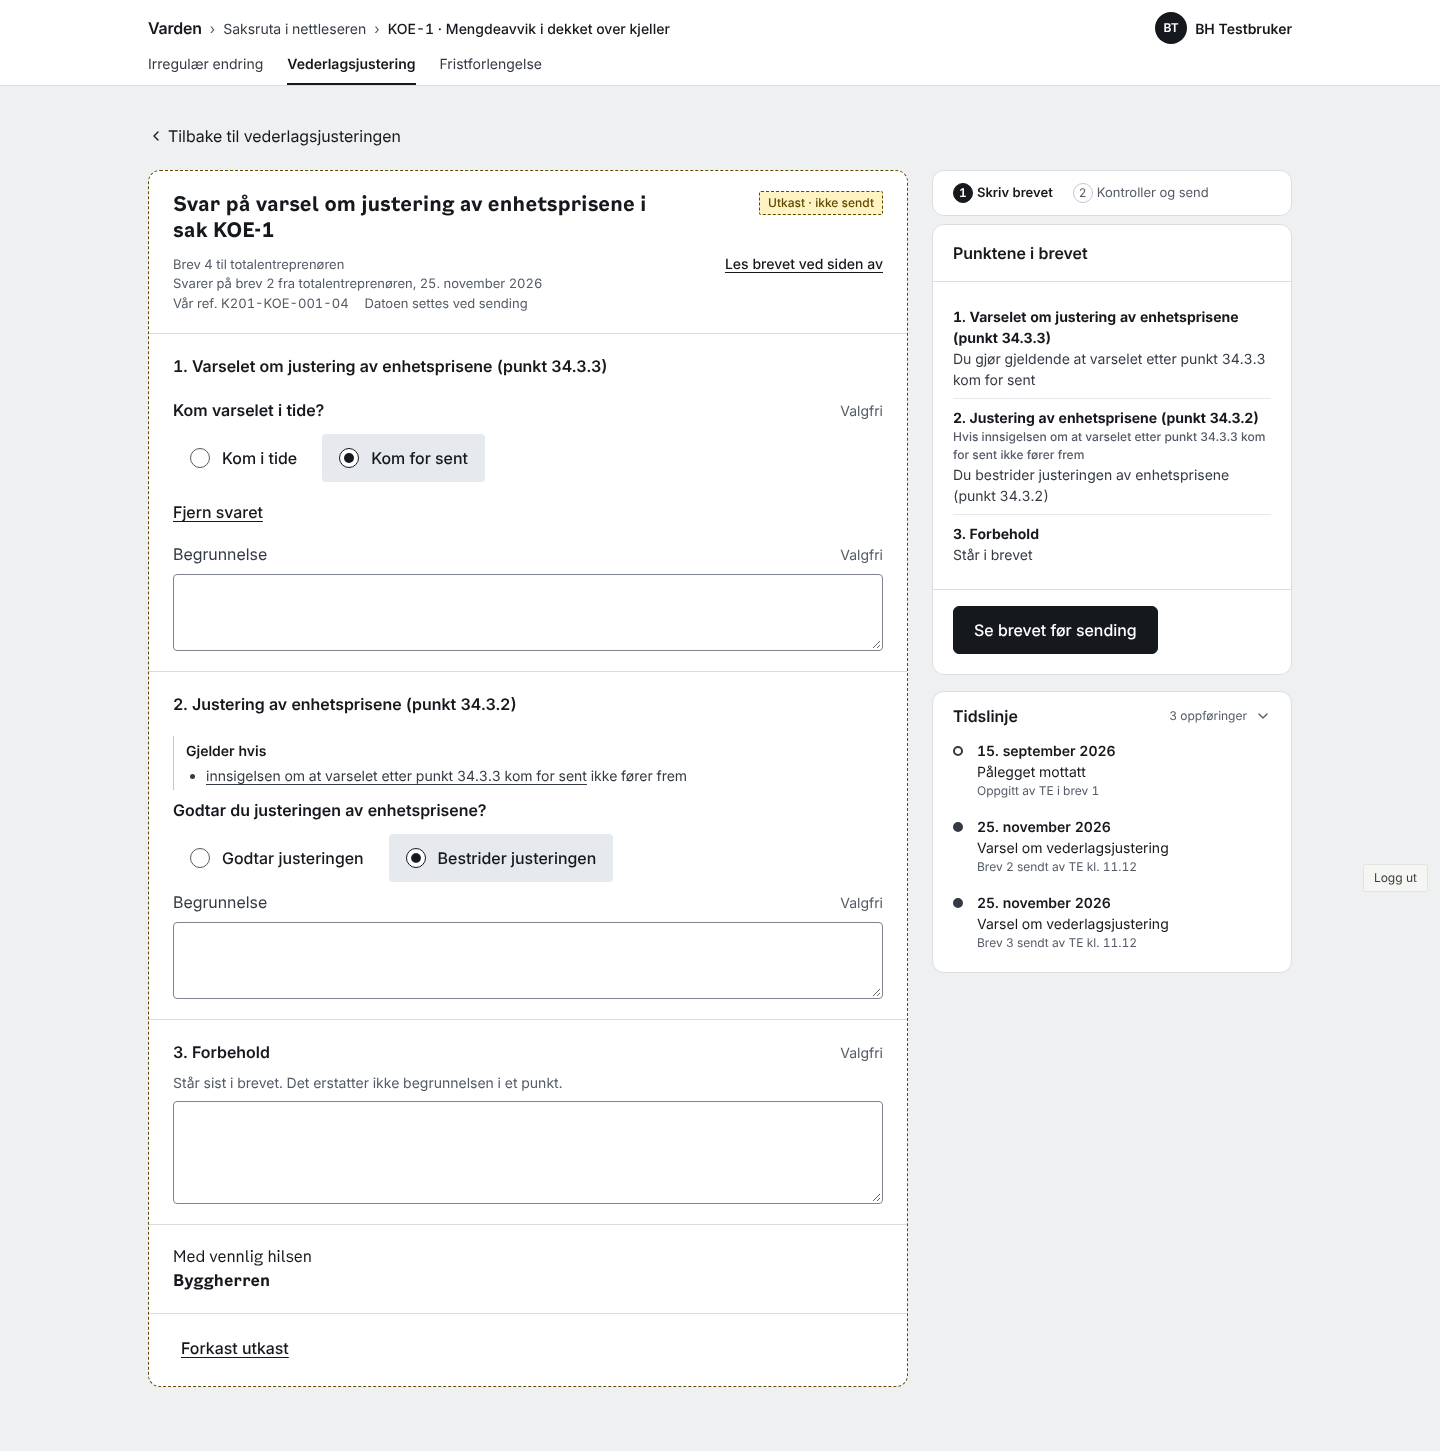 Varden › Saksruta i nettleseren › KOE-1 · Mengdeavvik i dekket over kjeller
BT BH Testbruker
Irregulær endring Vederlagsjustering Fristforlengelse
Tilbake til vederlagsjusteringen
Svar på varsel om justering av enhetsprisene i
sak KOE-1
Utkast · ikke sendt
Brev 4 til totalentreprenøren
Les brevet ved siden av
Svarer på brev 2 fra totalentreprenøren, 25. november 2026
Vår ref. K201-KOE-001-04 Datoen settes ved sending
1. Varselet om justering av enhetsprisene (punkt 34.3.3)
Kom varselet i tide? Valgfri
Kom i tide Kom for sent
Fjern svaret
Begrunnelse Valgfri
2. Justering av enhetsprisene (punkt 34.3.2)
Gjelder hvis
• innsigelsen om at varselet etter punkt 34.3.3 kom for sent ikke fører frem
Godtar du justeringen av enhetsprisene?
Godtar justeringen Bestrider justeringen
Begrunnelse Valgfri
3. Forbehold Valgfri
Står sist i brevet. Det erstatter ikke begrunnelsen i et punkt.
Med vennlig hilsen
Byggherren
Forkast utkast
1 Skriv brevet 2 Kontroller og send
Punktene i brevet
1. Varselet om justering av enhetsprisene
(punkt 34.3.3)
Du gjør gjeldende at varselet etter punkt 34.3.3
kom for sent
2. Justering av enhetsprisene (punkt 34.3.2)
Hvis innsigelsen om at varselet etter punkt 34.3.3 kom
for sent ikke fører frem
Du bestrider justeringen av enhetsprisene
(punkt 34.3.2)
3. Forbehold
Står i brevet
Se brevet før sending
Tidslinje 3 oppføringer
15. september 2026
Pålegget mottatt
Oppgitt av TE i brev 1
25. november 2026
Varsel om vederlagsjustering
Brev 2 sendt av TE kl. 11.12
25. november 2026
Varsel om vederlagsjustering
Brev 3 sendt av TE kl. 11.12
Logg ut